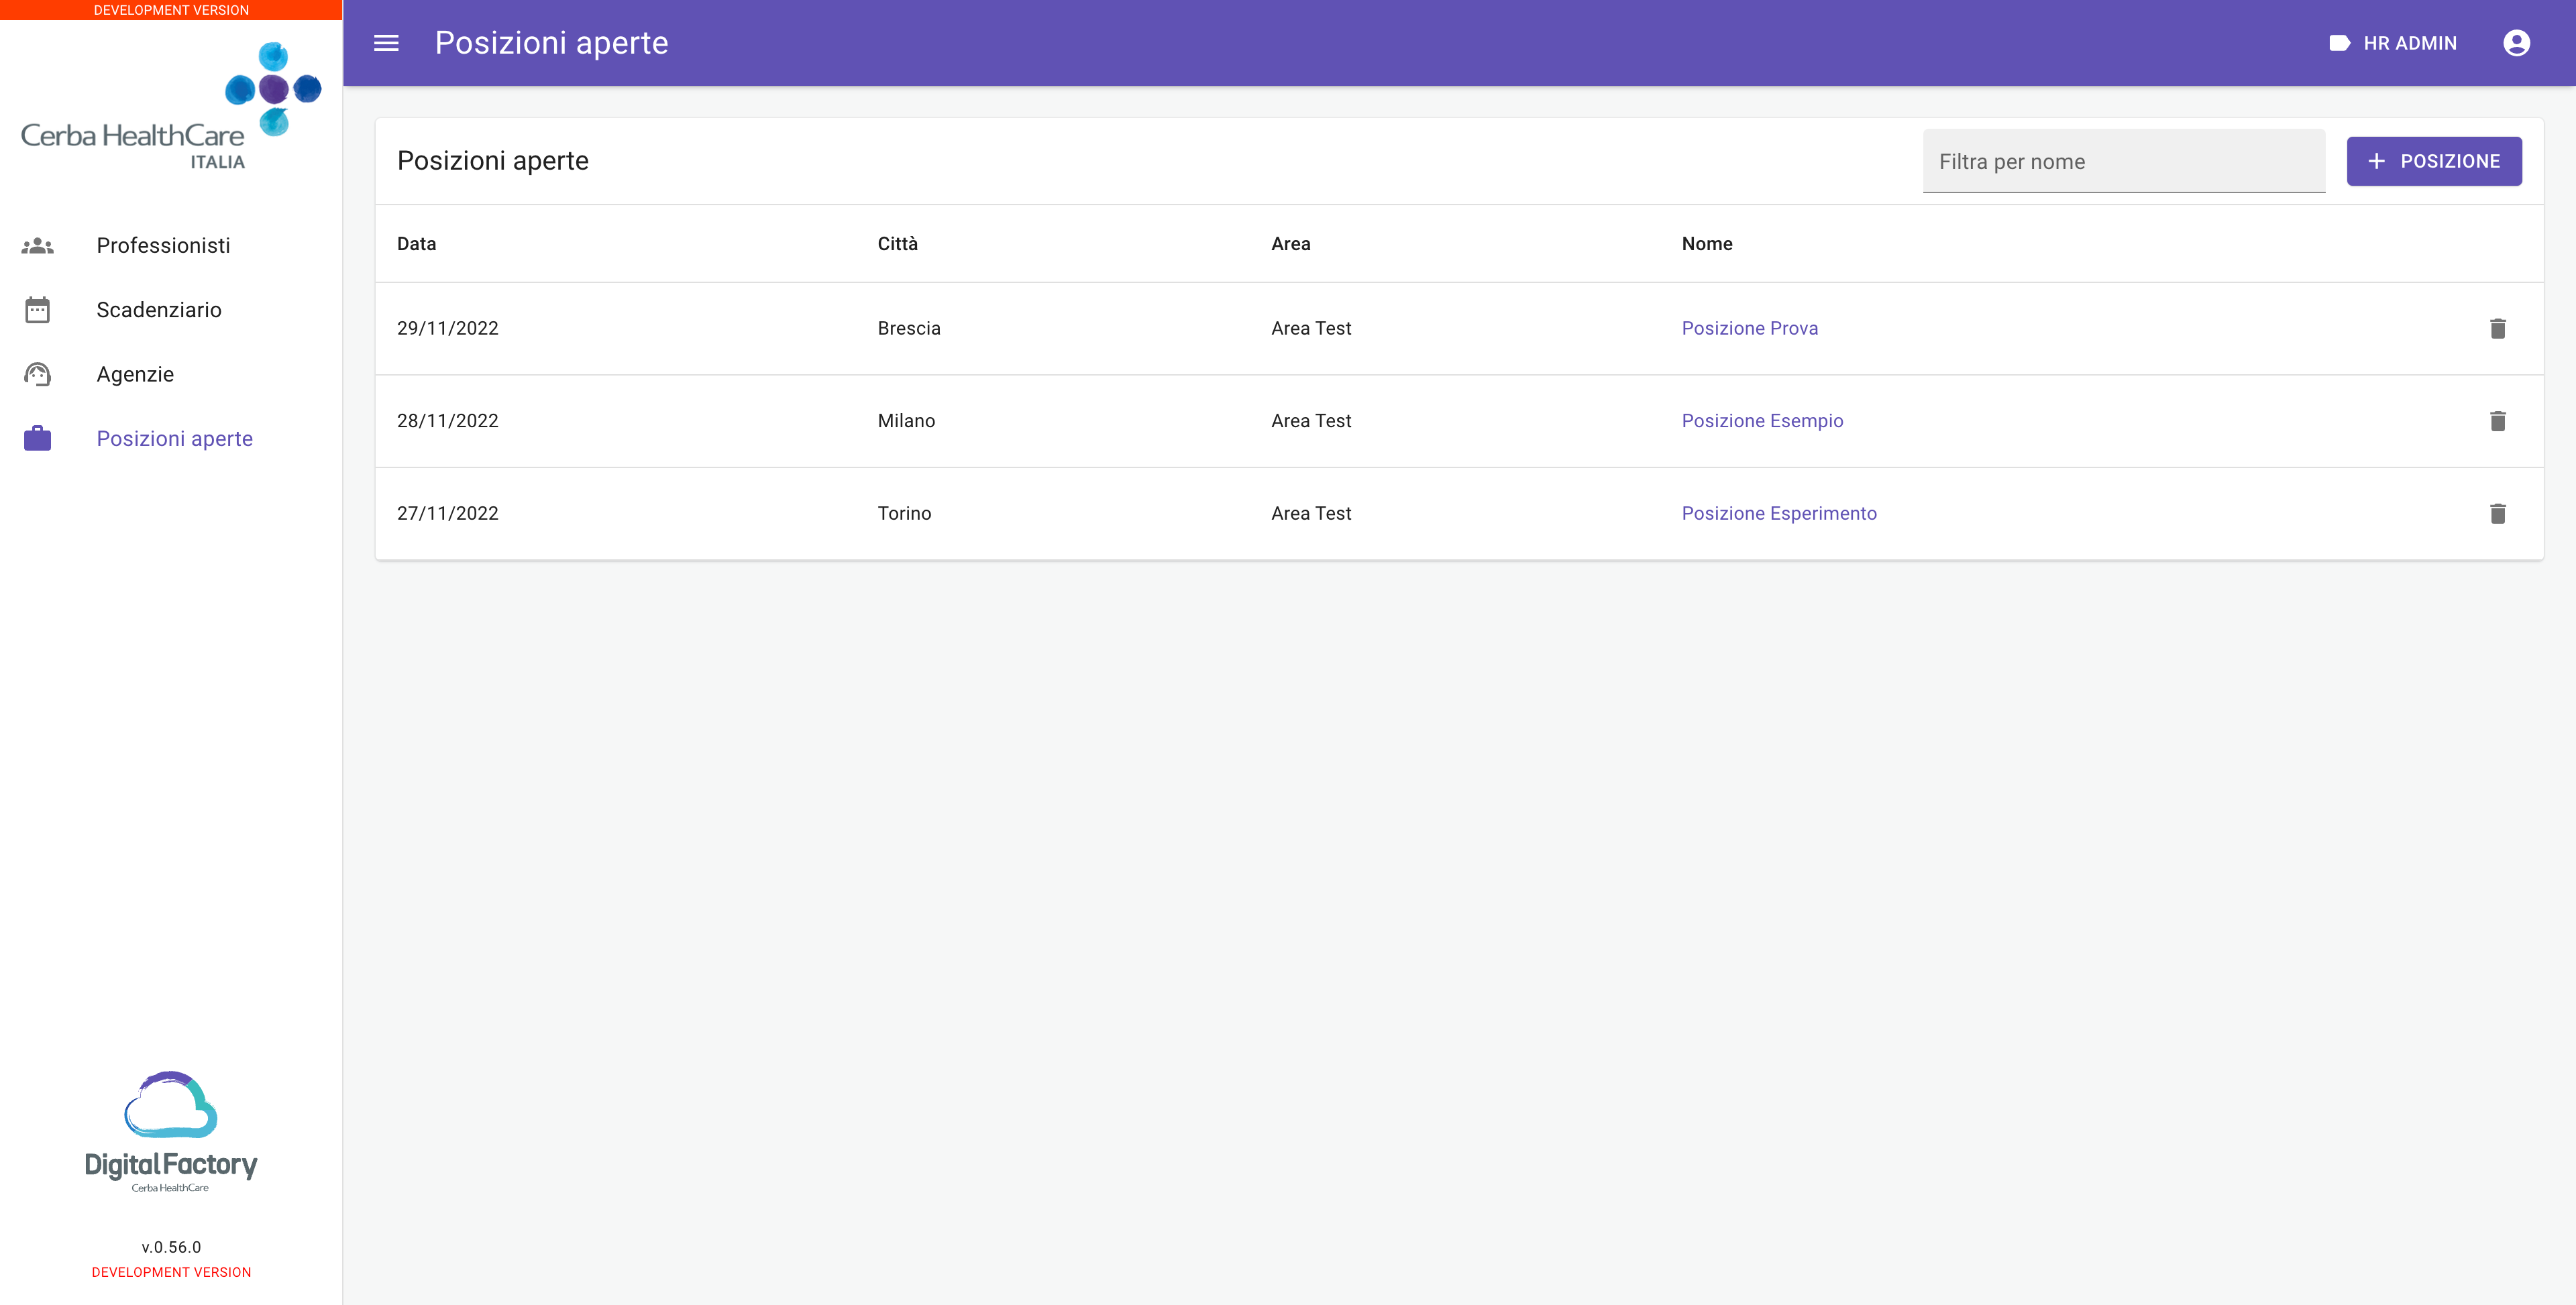 DEVELOPMENT VERSION
Cerba HealthCare
ITALIA
Professionisti
Scadenziario
Agenzie
Posizioni aperte
DigitalFactory
Cerba HealthCare
v.0.56.0
DEVELOPMENT VERSION
Posizioni aperte
HR ADMIN
Posizioni aperte
Filtra per nome
POSIZIONE
Data Città Area Nome
29/11/2022 Brescia Area Test Posizione Prova
28/11/2022 Milano Area Test Posizione Esempio
27/11/2022 Torino Area Test Posizione Esperimento